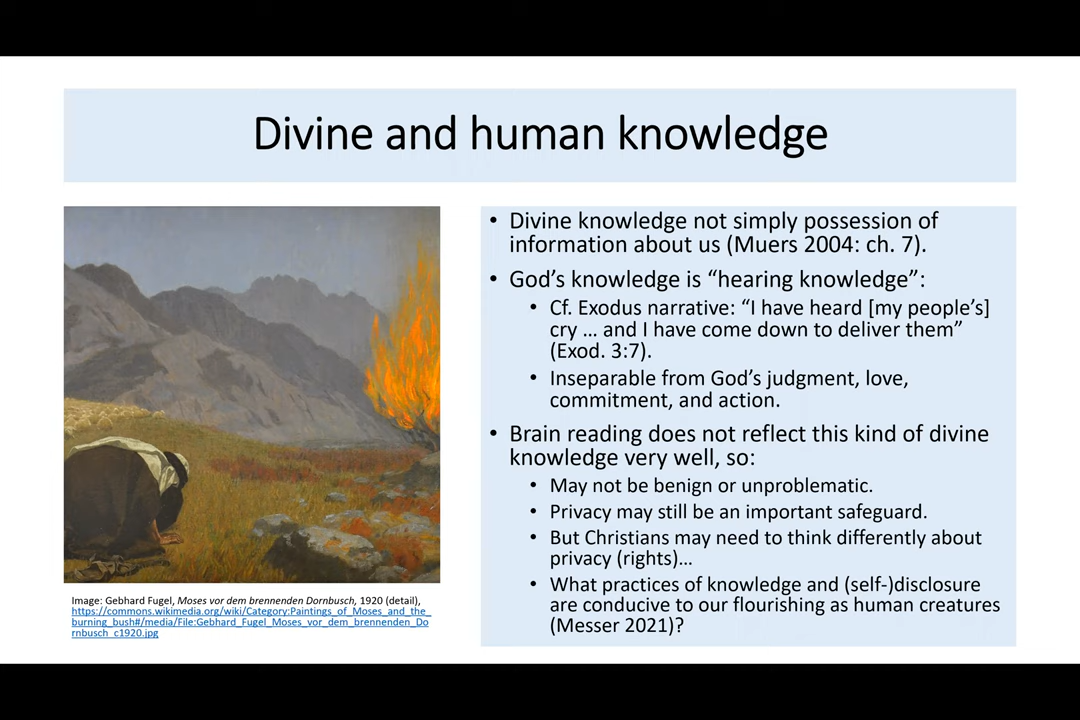 Divine and human knowledge
• Divine knowledge not simply possession of
information about us (Muers 2004: ch. 7).
• God’s knowledge is “hearing knowledge”:
• Cf. Exodus narrative: “I have heard [my people’s]
cry … and I have come down to deliver them”
(Exod. 3:7).
• Inseparable from God’s judgment, love,
commitment, and action.
• Brain reading does not reflect this kind of divine
knowledge very well, so:
• May not be benign or unproblematic.
• Privacy may still be an important safeguard.
• But Christians may need to think differently about
privacy (rights)…
• What practices of knowledge and (self-)disclosure
are conducive to our flourishing as human creatures
(Messer 2021)?
Image: Gebhard Fugel, Moses vor dem brennenden Dornbusch, 1920 (detail),
https://commons.wikimedia.org/wiki/Category:Paintings_of_Moses_and_the_
burning_bush#/media/File:Gebhard_Fugel_Moses_vor_dem_brennenden_Do
rnbusch_c1920.jpg